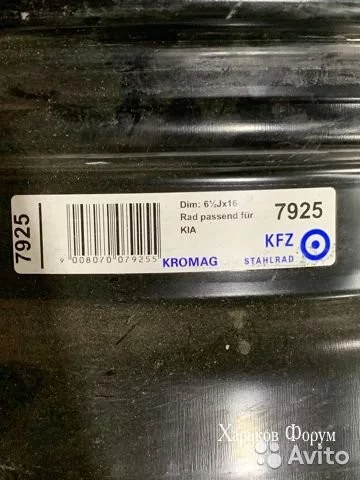 7925
Dim: 6½Jx16
Rad passend für
KIA
7925
9 008070 079255
KROMAG
KFZ
STAHLRAD
Харьков Форум
Avito